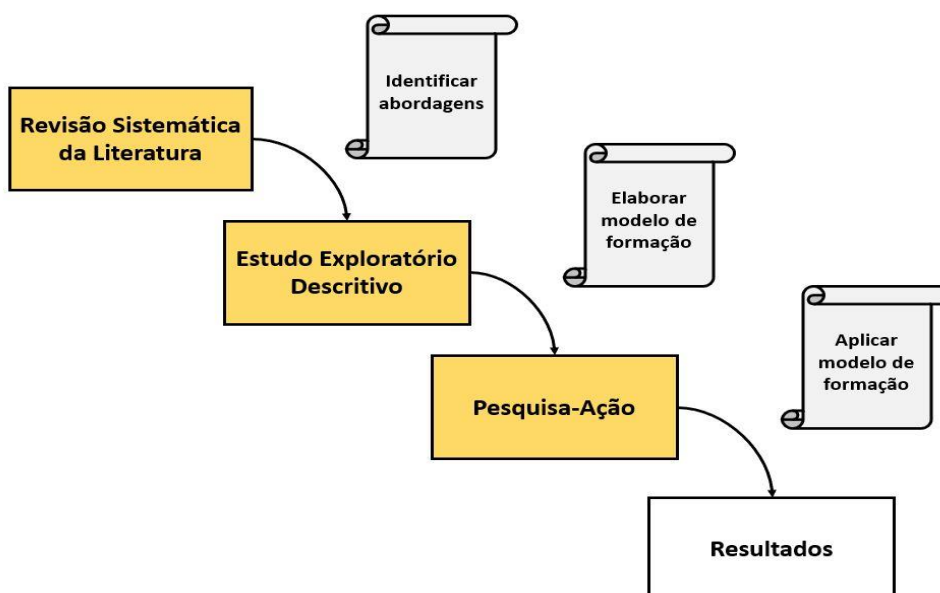 Identificar
abordagens
Revisão Sistemática
da Literatura
Elaborar
modelo de
formação
Estudo Exploratório
Descritivo
Aplicar
modelo de
formação
Pesquisa-Ação
Resultados